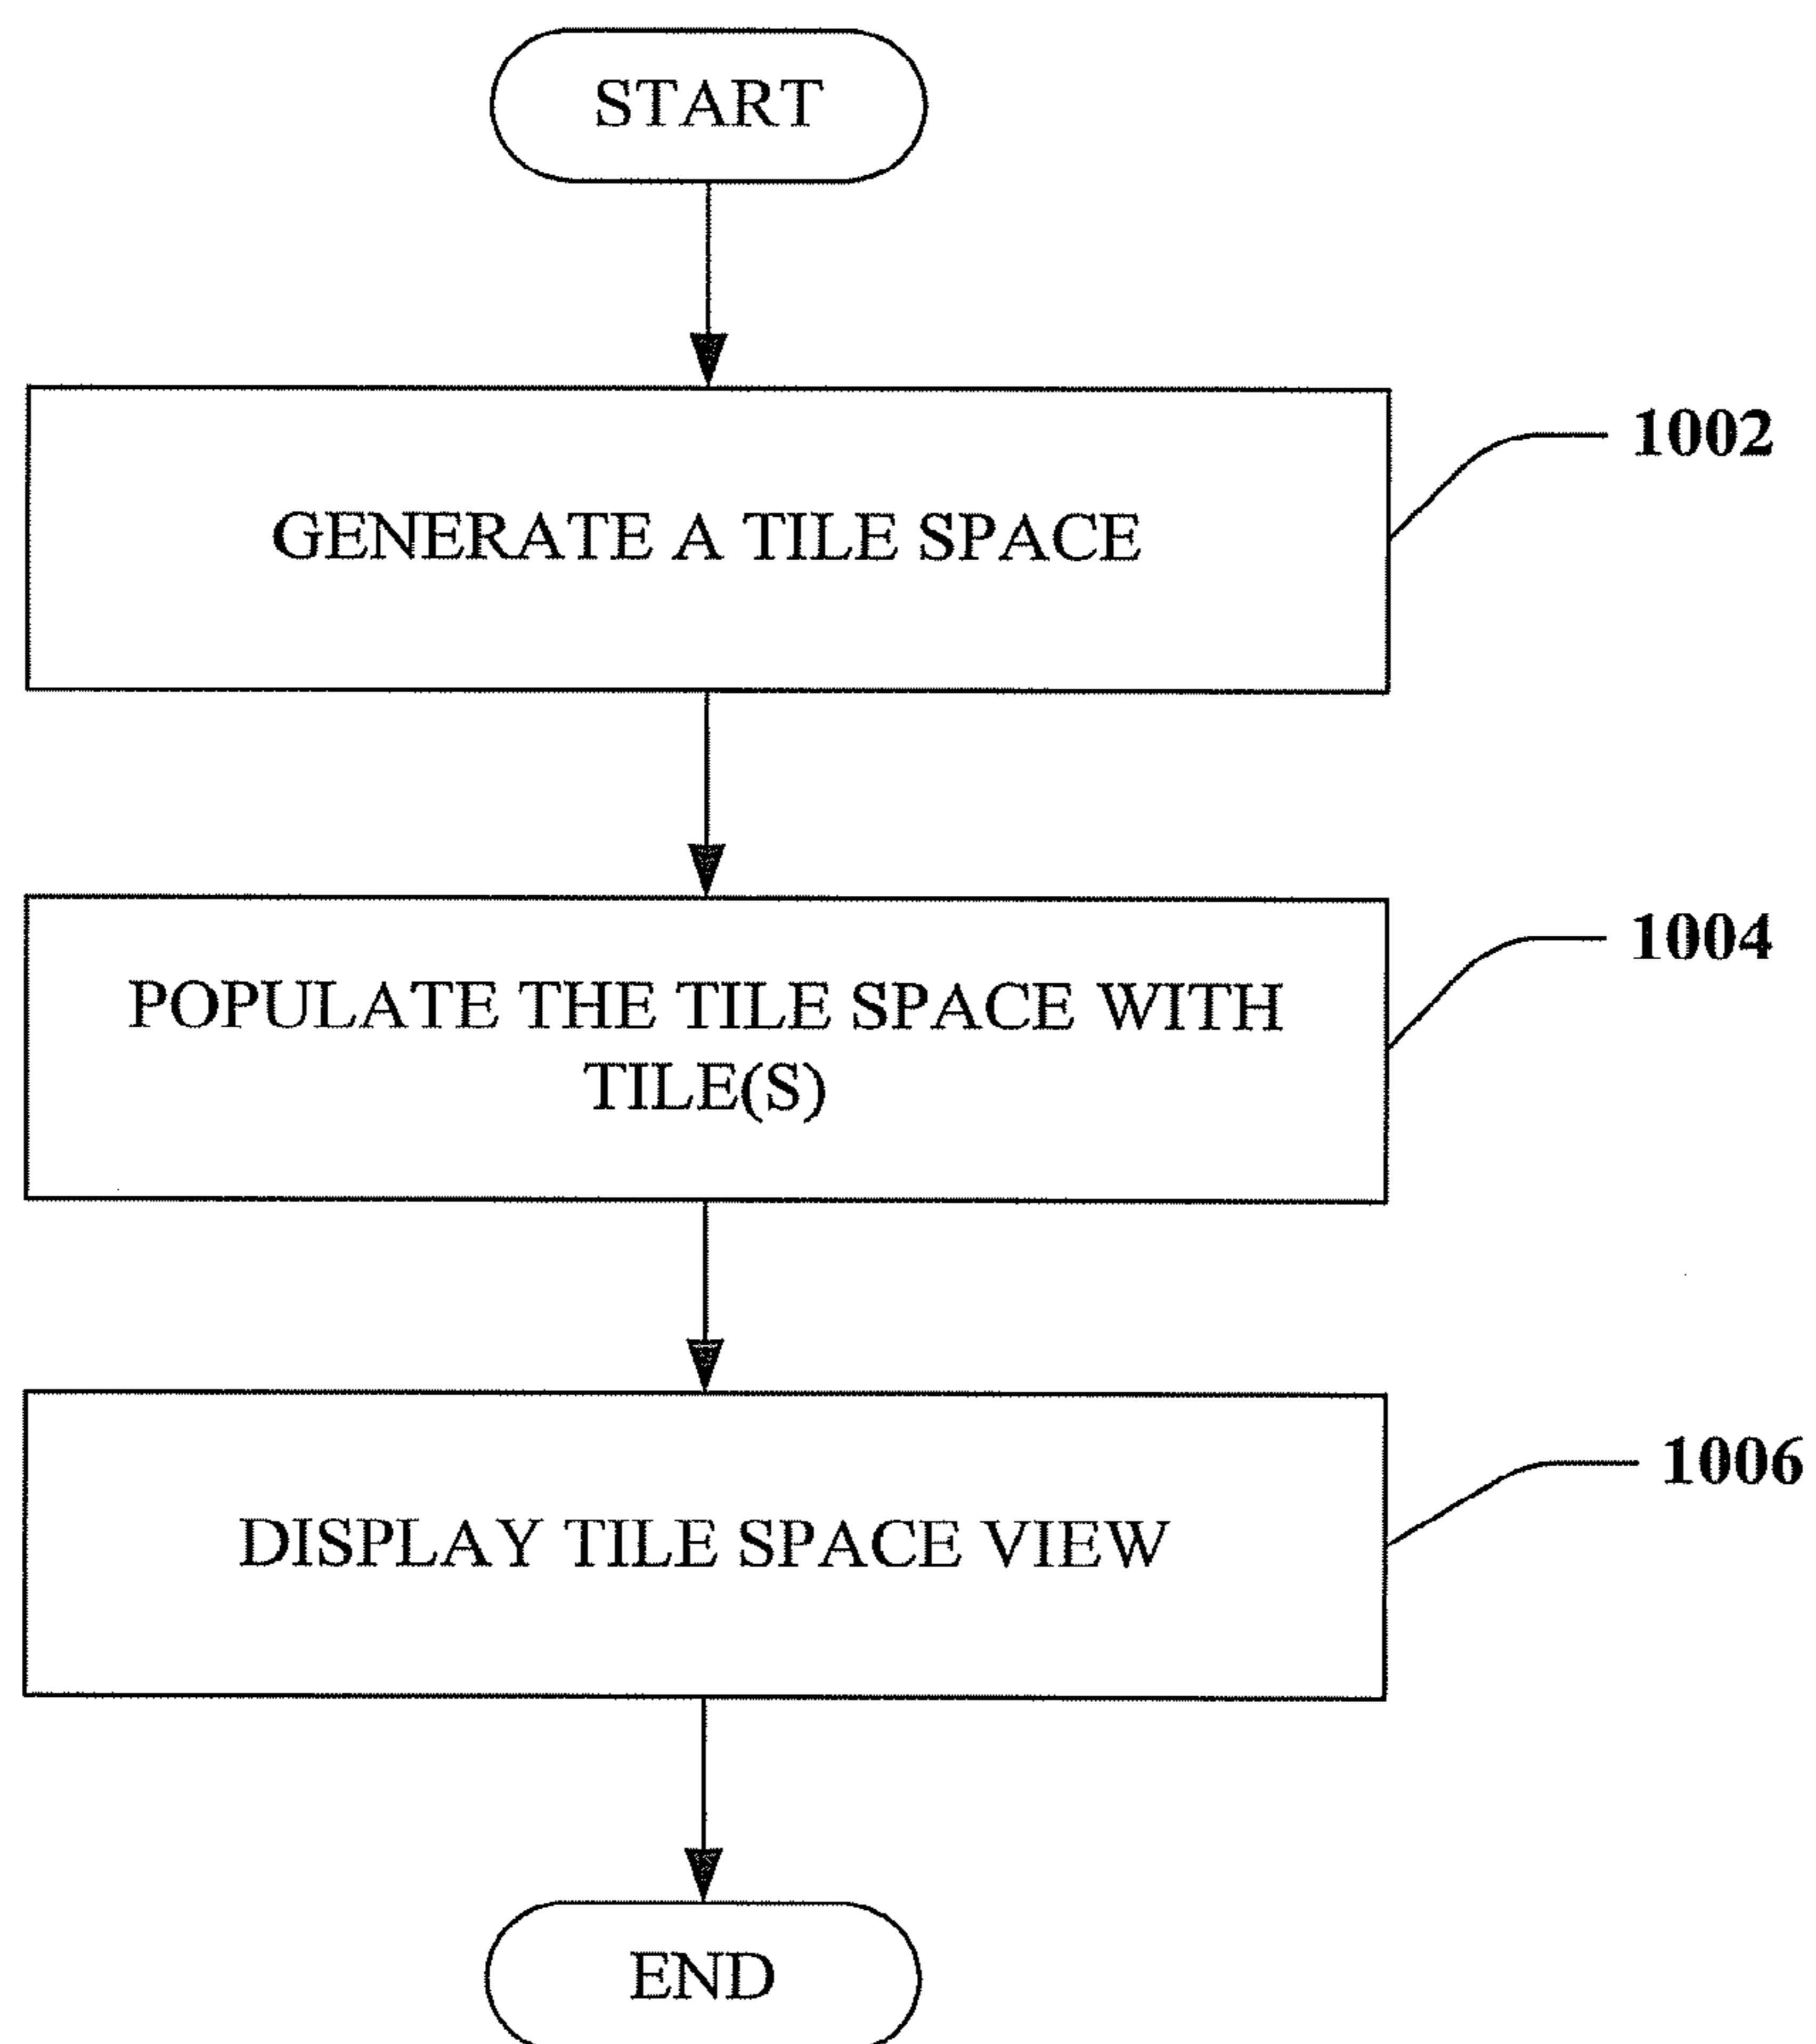 START
GENERATE A TILE SPACE
1002
POPULATE THE TILE SPACE WITH
TILE(S)
1004
DISPLAY TILE SPACE VIEW
1006
END